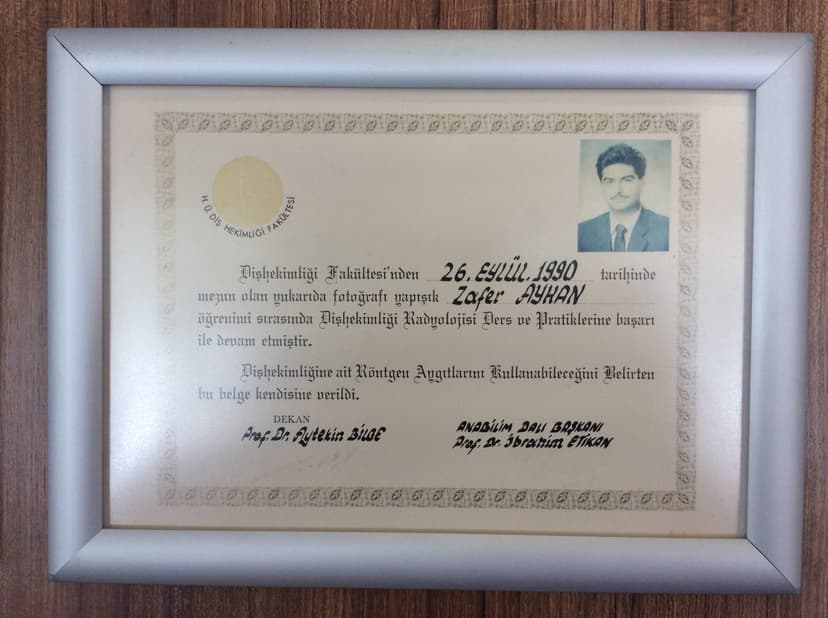 H. Ü. DİŞ HEKİMLİĞİ FAKÜLTESİ
Dişhekimliği Fakültesi'nden 26. EYLÜL. 1990 tarihinde
mezun olan yukarıda fotoğrafı yapışık Zafer AYHAN
öğrenimi sırasında Dişhekimliği Radyolojisi Ders ve Pratiklerine başarı
ile devam etmiştir.
Dişhekimliğine ait Röntgen Aygıtlarını Kullanabileceğini Belirten
bu belge kendisine verildi.
DEKAN
Prof. Dr. Aytekin BİLGE
ANABİLİM DALI BAŞKANI
Prof. Dr. İbrahim ETİKAN